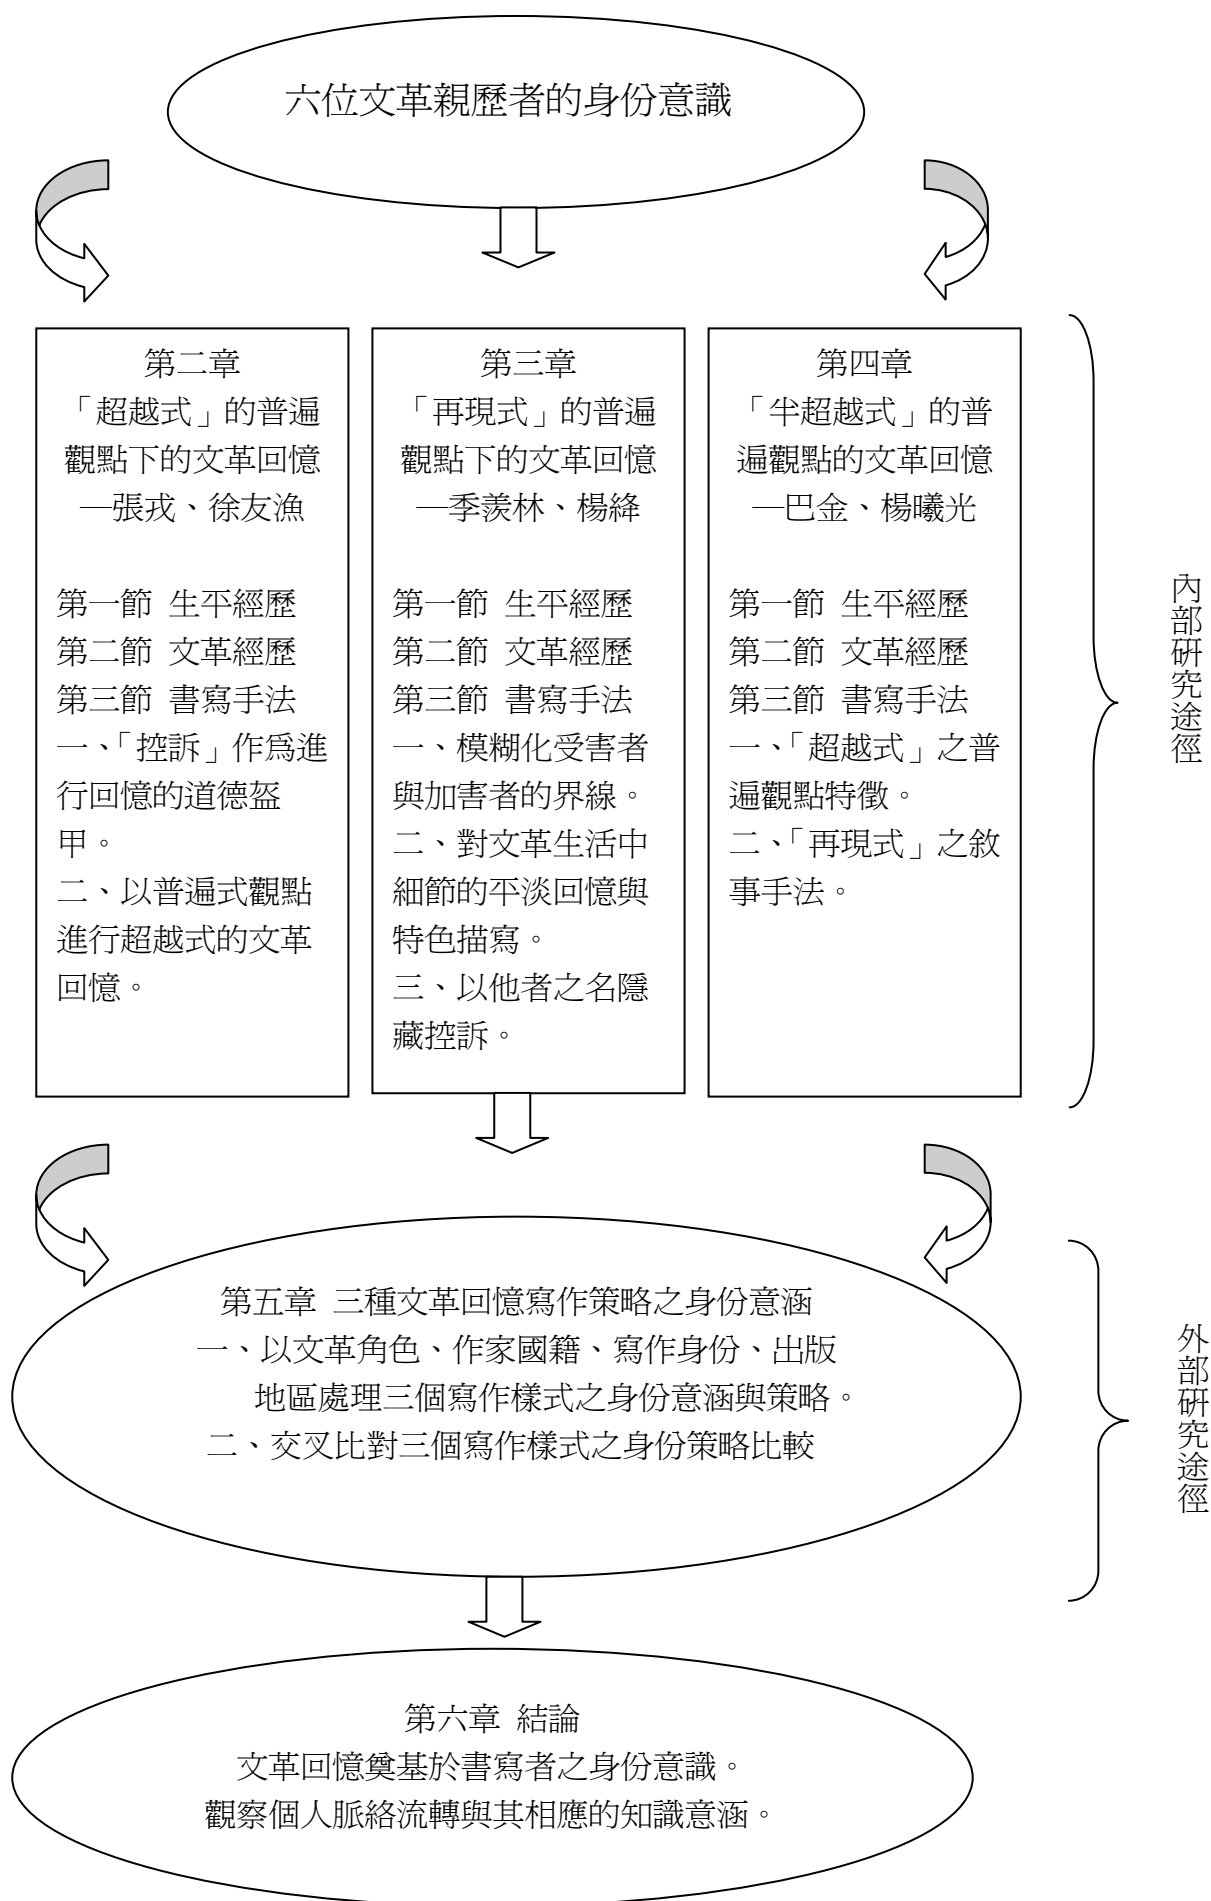 六位文革親歷者的身份意識
第二章
「超越式」的普遍
觀點下的文革回憶
—張戎、徐友漁
第一節 生平經歷
第二節 文革經歷
第三節 書寫手法
一、「控訴」作為進
行回憶的道德盔
甲。
二、以普遍式觀點
進行超越式的文革
回憶。
第三章
「再現式」的普遍
觀點下的文革回憶
—季羨林、楊絳
第一節 生平經歷
第二節 文革經歷
第三節 書寫手法
一、模糊化受害者
與加害者的界線。
二、對文革生活中
細節的平淡回憶與
特色描寫。
三、以他者之名隱
藏控訴。
第四章
「半超越式」的普
遍觀點的文革回憶
—巴金、楊曦光
第一節 生平經歷
第二節 文革經歷
第三節 書寫手法
一、「超越式」之普
遍觀點特徵。
二、「再現式」之敘
事手法。
內部研究途徑
第五章 三種文革回憶寫作策略之身份意涵
一、以文革角色、作家國籍、寫作身份、出版
地區處理三個寫作樣式之身份意涵與策略。
二、交叉比對三個寫作樣式之身份策略比較
外部研究途徑
第六章 結論
文革回憶奠基於書寫者之身份意識。
觀察個人脈絡流轉與其相應的知識意涵。